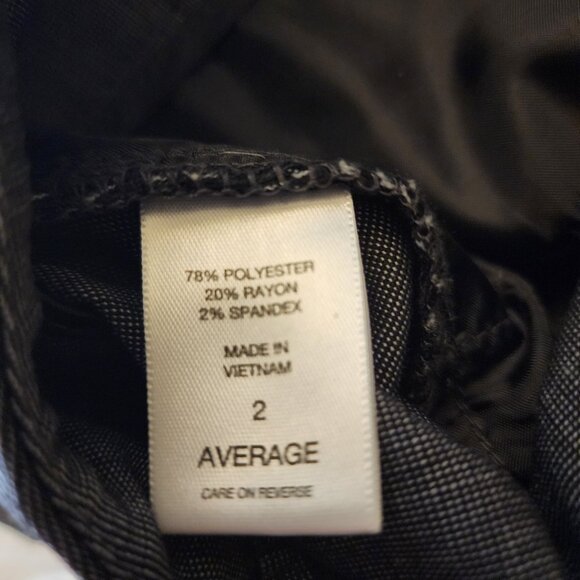 78% POLYESTER
20% RAYON
2% SPANDEX
MADE IN
VIETNAM
2
AVERAGE
CARE ON REVERSE